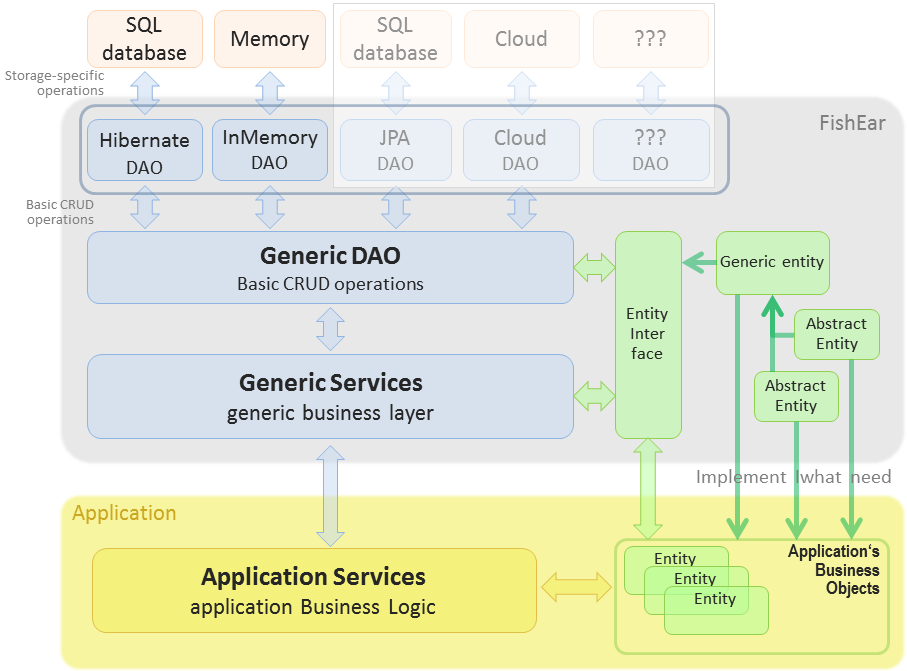 SQL
database
Memory
SQL
database
Cloud
???
Storage-specific
operations
FishEar
Hibernate
DAO
InMemory
DAO
JPA
DAO
Cloud
DAO
???
DAO
Basic CRUD
operations
Generic DAO
Basic CRUD operations
Entity
Inter
face
Generic entity
Abstract
Entity
Abstract
Entity
Generic Services
generic business layer
Implement Iwhat need
Application
Application Services
application Business Logic
Entity
Entity
Entity
Application‘s
Business
Objects